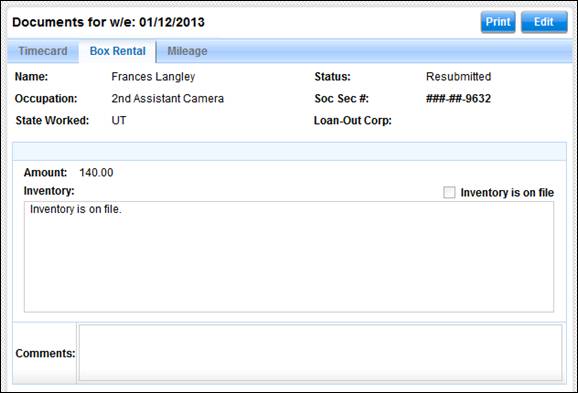 Documents for w/e: 01/12/2013 Print Edit
Timecard Box Rental Mileage
Name: Frances Langley Status: Resubmitted
Occupation: 2nd Assistant Camera Soc Sec #: ###-##-9632
State Worked: UT Loan-Out Corp:
Amount: 140.00
Inventory: Inventory is on file
Inventory is on file.
Comments: